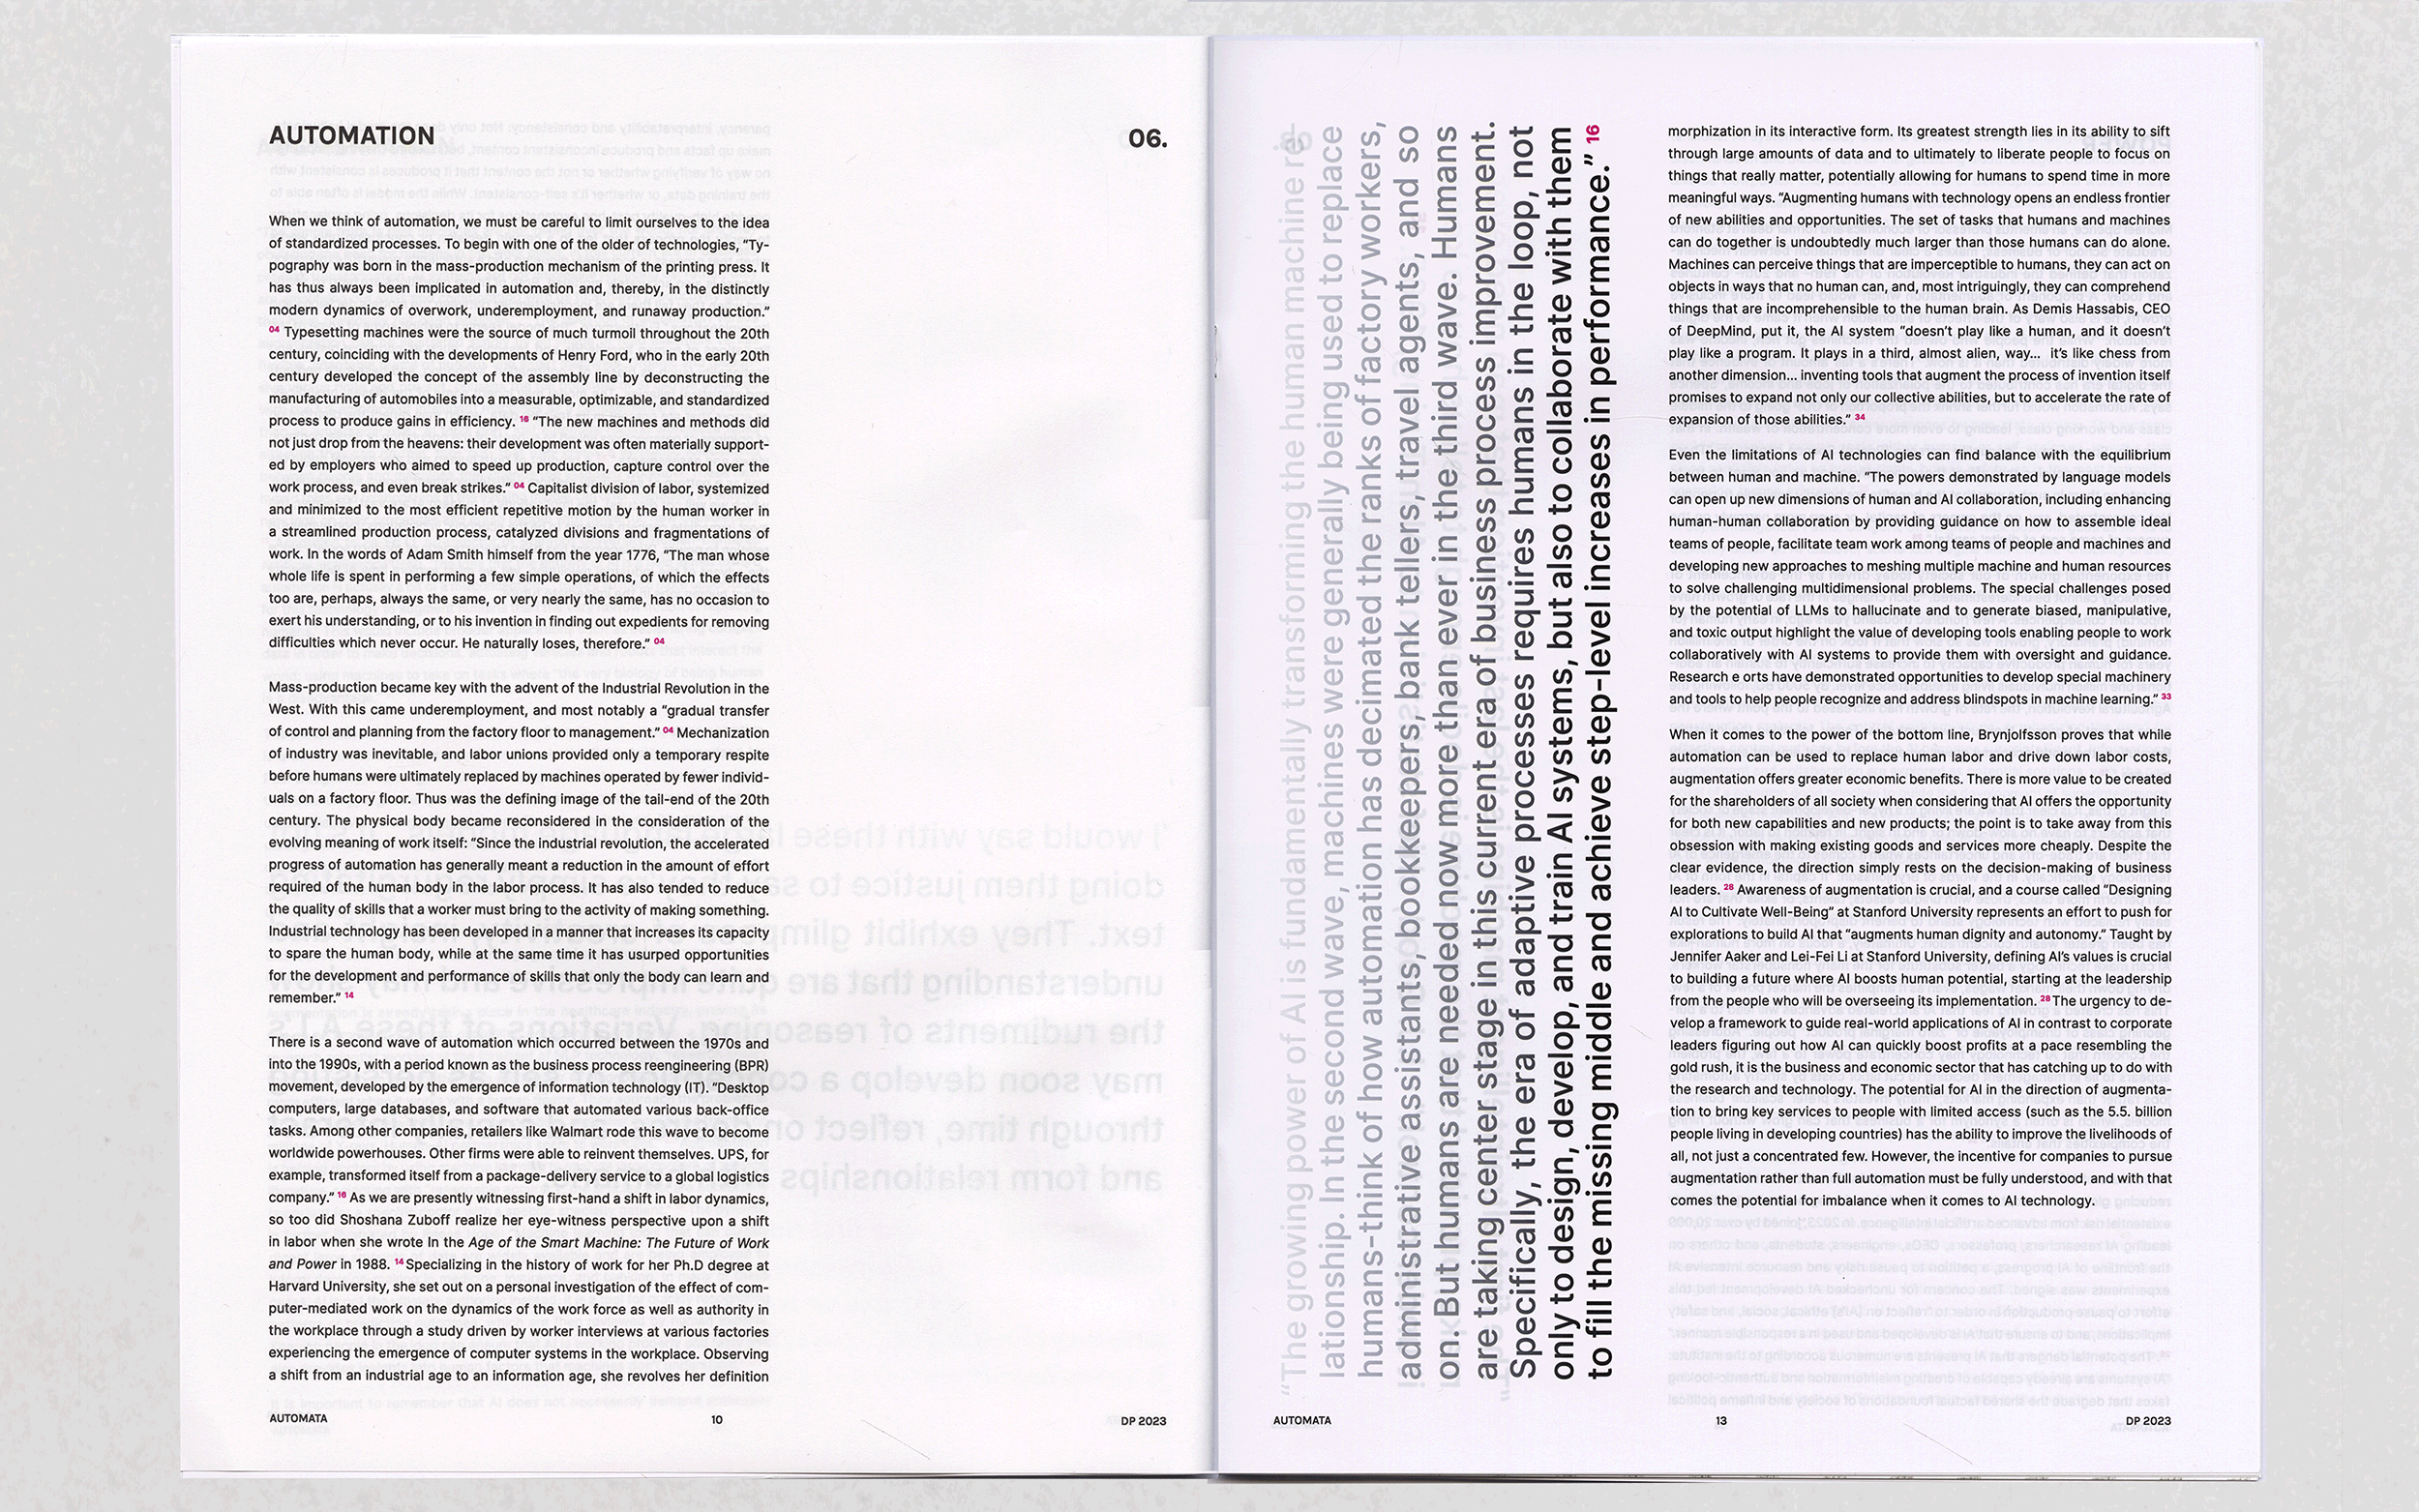 AUTOMATION
06.
When we think of automation, we must be careful to limit ourselves to the idea
of standardized processes. To begin with one of the older of technologies, “Ty-
pography was born in the mass-production mechanism of the printing press. It
has thus always been implicated in automation and, thereby, in the distinctly
modern dynamics of overwork, underemployment, and runaway production.”
04 Typesetting machines were the source of much turmoil throughout the 20th
century, coinciding with the developments of Henry Ford, who in the early 20th
century developed the concept of the assembly line by deconstructing the
manufacturing of automobiles into a measurable, optimizable, and standardized
process to produce gains in efficiency. 16 “The new machines and methods did
not just drop from the heavens: their development was often materially support-
ed by employers who aimed to speed up production, capture control over the
work process, and even break strikes.” 04 Capitalist division of labor, systemized
and minimized to the most efficient repetitive motion by the human worker in
a streamlined production process, catalyzed divisions and fragmentations of
work. In the words of Adam Smith himself from the year 1776, “The man whose
whole life is spent in performing a few simple operations, of which the effects
too are, perhaps, always the same, or very nearly the same, has no occasion to
exert his understanding, or to his invention in finding out expedients for removing
difficulties which never occur. He naturally loses, therefore.” 04
Mass-production became key with the advent of the Industrial Revolution in the
West. With this came underemployment, and most notably a “gradual transfer
of control and planning from the factory floor to management.” 04 Mechanization
of industry was inevitable, and labor unions provided only a temporary respite
before humans were ultimately replaced by machines operated by fewer individ-
uals on a factory floor. Thus was the defining image of the tail-end of the 20th
century. The physical body became reconsidered in the consideration of the
evolving meaning of work itself: “Since the industrial revolution, the accelerated
progress of automation has generally meant a reduction in the amount of effort
required of the human body in the labor process. It has also tended to reduce
the quality of skills that a worker must bring to the activity of making something.
Industrial technology has been developed in a manner that increases its capacity
to spare the human body, while at the same time it has usurped opportunities
for the development and performance of skills that only the body can learn and
remember.” 14
There is a second wave of automation which occurred between the 1970s and
into the 1990s, with a period known as the business process reengineering (BPR)
movement, developed by the emergence of information technology (IT). “Desktop
computers, large databases, and software that automated various back-office
tasks. Among other companies, retailers like Walmart rode this wave to become
worldwide powerhouses. Other firms were able to reinvent themselves. UPS, for
example, transformed itself from a package-delivery service to a global logistics
company.” 16 As we are presently witnessing first-hand a shift in labor dynamics,
so too did Shoshana Zuboff realize her eye-witness perspective upon a shift
in labor when she wrote In the Age of the Smart Machine: The Future of Work
and Power in 1988. 14 Specializing in the history of work for her Ph.D degree at
Harvard University, she set out on a personal investigation of the effect of com-
puter-mediated work on the dynamics of the work force as well as authority in
the workplace through a study driven by worker interviews at various factories
experiencing the emergence of computer systems in the workplace. Observing
a shift from an industrial age to an information age, she revolves her definition
AUTOMATA
10
DP 2023
“The growing power of AI is fundamentally transforming the human machine re-
lationship. In the second wave, machines were generally being used to replace
humans-think of how automation has decimated the ranks of factory workers,
administrative assistants, bookkeepers, bank tellers, travel agents, and so
on. But humans are needed now more than ever in the third wave. Humans
are taking center stage in this current era of business process improvement.
Specifically, the era of adaptive processes requires humans in the loop, not
only to design, develop, and train AI systems, but also to collaborate with them
to fill the missing middle and achieve step-level increases in performance.” 16
morphization in its interactive form. Its greatest strength lies in its ability to sift
through large amounts of data and to ultimately to liberate people to focus on
things that really matter, potentially allowing for humans to spend time in more
meaningful ways. “Augmenting humans with technology opens an endless frontier
of new abilities and opportunities. The set of tasks that humans and machines
can do together is undoubtedly much larger than those humans can do alone.
Machines can perceive things that are imperceptible to humans, they can act on
objects in ways that no human can, and, most intriguingly, they can comprehend
things that are incomprehensible to the human brain. As Demis Hassabis, CEO
of DeepMind, put it, the AI system “doesn’t play like a human, and it doesn’t
play like a program. It plays in a third, almost alien, way... it’s like chess from
another dimension... inventing tools that augment the process of invention itself
promises to expand not only our collective abilities, but to accelerate the rate of
expansion of those abilities.” 34
Even the limitations of AI technologies can find balance with the equilibrium
between human and machine. “The powers demonstrated by language models
can open up new dimensions of human and AI collaboration, including enhancing
human-human collaboration by providing guidance on how to assemble ideal
teams of people, facilitate team work among teams of people and machines and
developing new approaches to meshing multiple machine and human resources
to solve challenging multidimensional problems. The special challenges posed
by the potential of LLMs to hallucinate and to generate biased, manipulative,
and toxic output highlight the value of developing tools enabling people to work
collaboratively with AI systems to provide them with oversight and guidance.
Research e orts have demonstrated opportunities to develop special machinery
and tools to help people recognize and address blindspots in machine learning.” 33
When it comes to the power of the bottom line, Brynjolfsson proves that while
automation can be used to replace human labor and drive down labor costs,
augmentation offers greater economic benefits. There is more value to be created
for the shareholders of all society when considering that AI offers the opportunity
for both new capabilities and new products; the point is to take away from this
obsession with making existing goods and services more cheaply. Despite the
clear evidence, the direction simply rests on the decision-making of business
leaders. 28 Awareness of augmentation is crucial, and a course called “Designing
AI to Cultivate Well-Being” at Stanford University represents an effort to push for
explorations to build AI that “augments human dignity and autonomy.” Taught by
Jennifer Aaker and Lei-Fei Li at Stanford University, defining AI’s values is crucial
to building a future where AI boosts human potential, starting at the leadership
from the people who will be overseeing its implementation. 28 The urgency to de-
velop a framework to guide real-world applications of AI in contrast to corporate
leaders figuring out how AI can quickly boost profits at a pace resembling the
gold rush, it is the business and economic sector that has catching up to do with
the research and technology. The potential for AI in the direction of augmenta-
tion to bring key services to people with limited access (such as the 5.5. billion
people living in developing countries) has the ability to improve the livelihoods of
all, not just a concentrated few. However, the incentive for companies to pursue
augmentation rather than full automation must be fully understood, and with that
comes the potential for imbalance when it comes to AI technology.
AUTOMATA
13
DP 2023